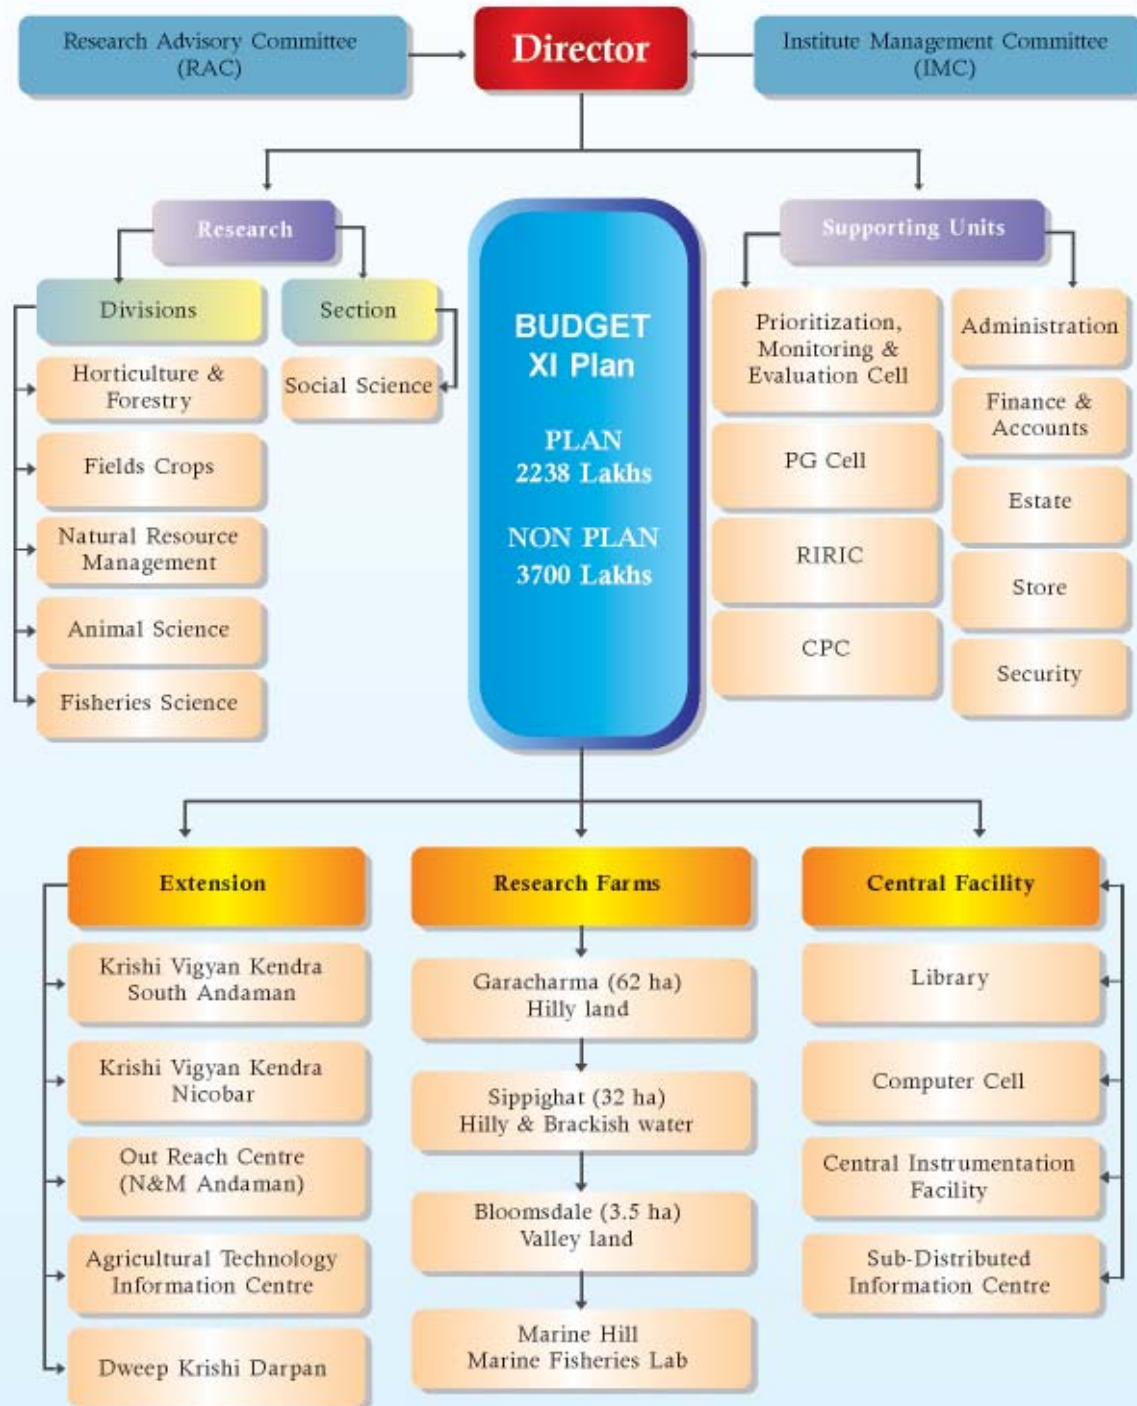 Research Advisory Committee
(RAC)
Director
Institute Management Committee
(IMC)
Research
Supporting Units
Divisions
Section
Horticulture &
Forestry
Social Science
Fields Crops
Natural Resource
Management
Animal Science
Fisheries Science
BUDGET
XI Plan
PLAN
2238 Lakhs
NON PLAN
3700 Lakhs
Prioritization,
Monitoring &
Evaluation Cell
PG Cell
RIRIC
CPC
Administration
Finance &
Accounts
Estate
Store
Security
Extension
Krishi Vigyan Kendra
South Andaman
Krishi Vigyan Kendra
Nicobar
Out Reach Centre
(N&M Andaman)
Agricultural Technology
Information Centre
Dweep Krishi Darpan
Research Farms
Garacharma (62 ha)
Hilly land
Sippighat (32 ha)
Hilly & Brackish water
Bloomsdale (3.5 ha)
Valley land
Marine Hill
Marine Fisheries Lab
Central Facility
Library
Computer Cell
Central Instrumentation
Facility
Sub-Distributed
Information Centre